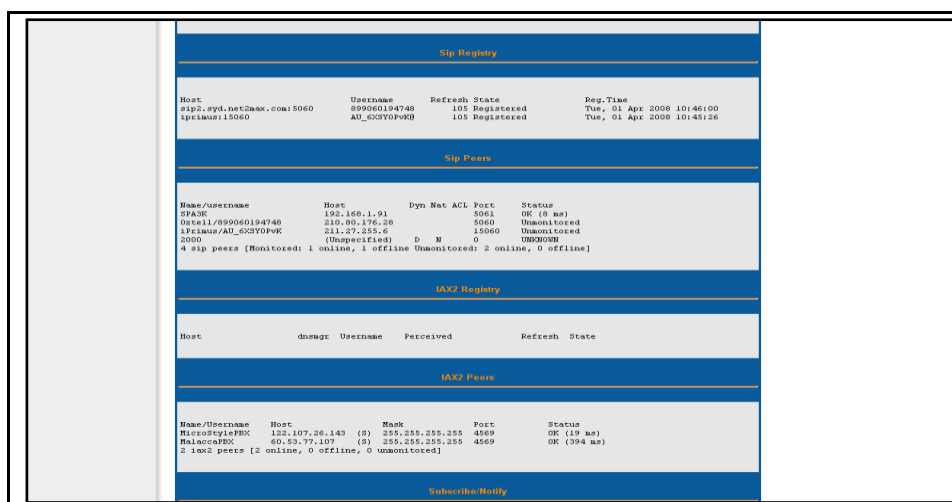 Sip Registry
Host Username Refresh State Reg.Time
sip2.syd.net2max.com:5060 899060194748 105 Registered Tue, 01 Apr 2008 10:46:00
iprimus:15060 AU_6XSY0PvK@ 105 Registered Tue, 01 Apr 2008 10:45:26
Sip Peers
Name/username Host Dyn Nat ACL Port Status
SPA3K 192.168.1.91 5061 OK (8 ms)
Oztell/899060194748 210.80.176.28 5060 Unmonitored
iPrimus/AU_6XSY0PvK 211.27.255.6 15060 Unmonitored
2000 (Unspecified) D N 0 UNKNOWN
4 sip peers [Monitored: 1 online, 1 offline Unmonitored: 2 online, 0 offline]
IAX2 Registry
Host dnsmgr Username Perceived Refresh State
IAX2 Peers
Name/Username Host Mask Port Status
MicroStylePBX 122.107.26.143 (S) 255.255.255.255 4569 OK (19 ms)
MalaccaPBX 60.53.77.107 (S) 255.255.255.255 4569 OK (394 ms)
2 iax2 peers [2 online, 0 offline, 0 unmonitored]
Subscribe/Notify